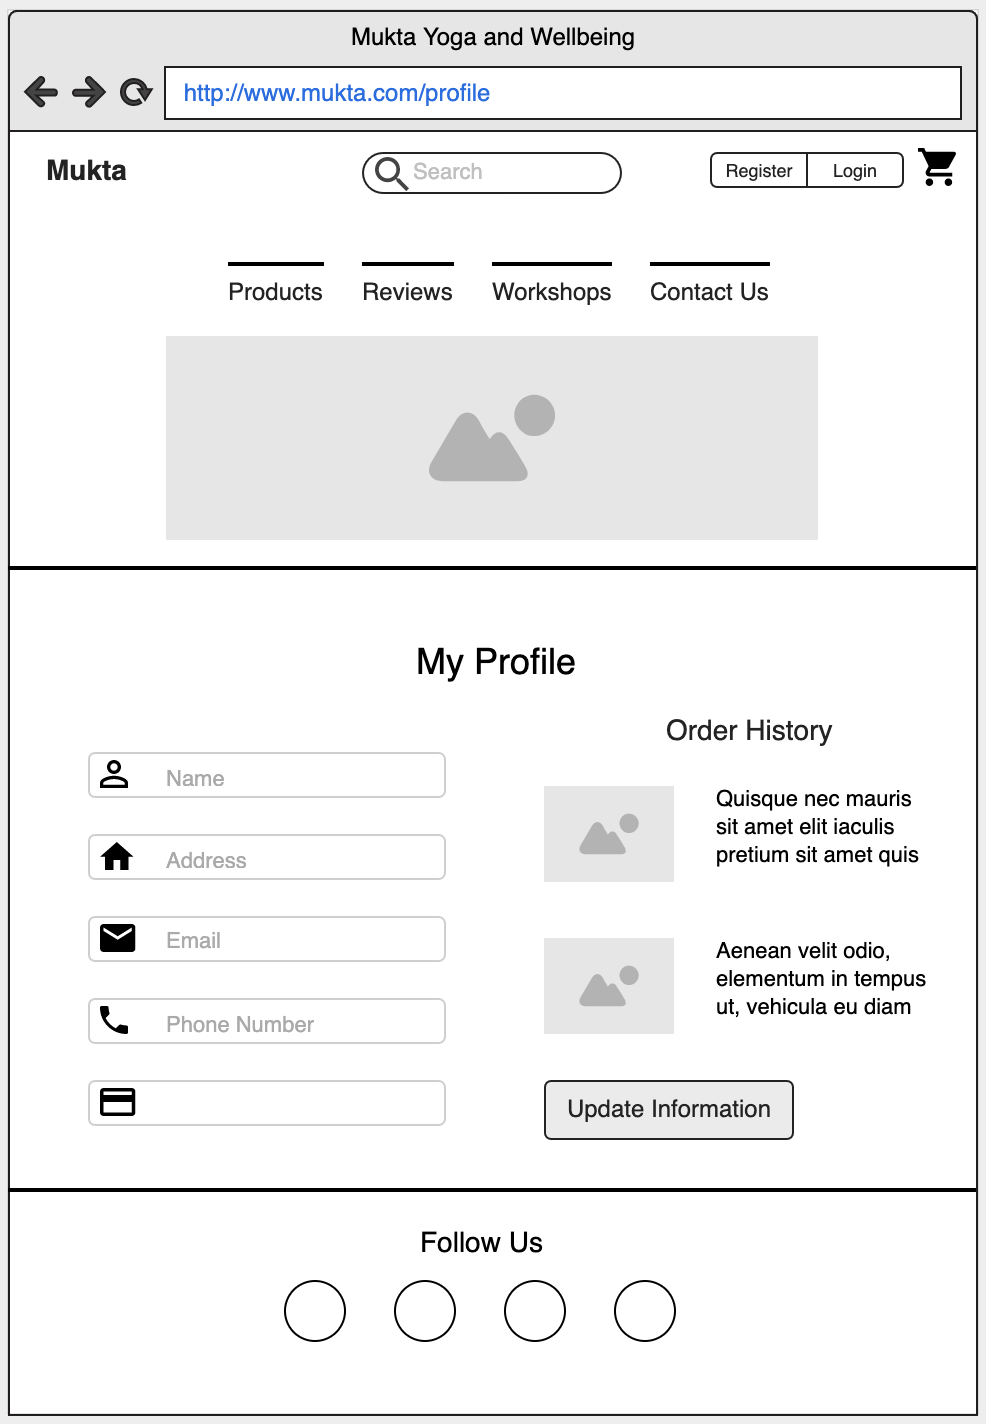 Mukta Yoga and Wellbeing
http://www.mukta.com/profile
Mukta
Search
Register
Login
Products
Reviews
Workshops
Contact Us
My Profile
Name
Address
Email
Phone Number
Order History
Quisque nec mauris
sit amet elit iaculis
pretium sit amet quis
Aenean velit odio,
elementum in tempus
ut, vehicula eu diam
Update Information
Follow Us